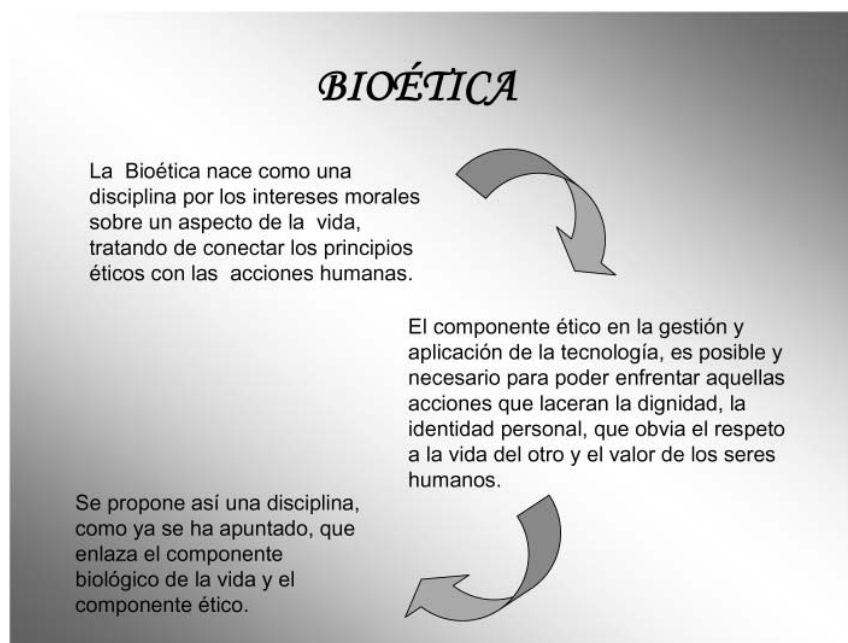 BIOÉTICA
La Bioética nace como una
disciplina por los intereses morales
sobre un aspecto de la vida,
tratando de conectar los principios
éticos con las acciones humanas.
El componente ético en la gestión y
aplicación de la tecnología, es posible y
necesario para poder enfrentar aquellas
acciones que laceran la dignidad, la
identidad personal, que obvia el respeto
a la vida del otro y el valor de los seres
humanos.
Se propone así una disciplina,
como ya se ha apuntado, que
enlaza el componente
biológico de la vida y el
componente ético.